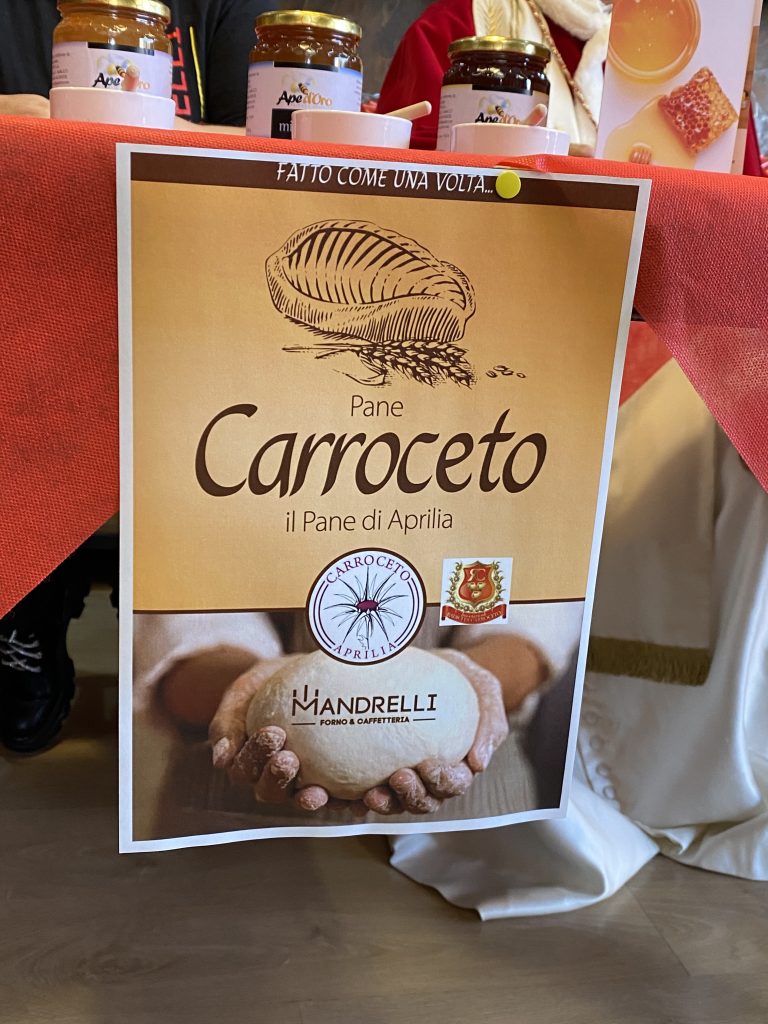 Ape d'Oro
Ape d'Oro
mi
Ape d'Oro
FATTO COME UNA VOLTA...
Pane
Carroceto
il Pane di Aprilia
CARROCETO
APRILIA
MANDRELLI
FORNO & CAFFETTERIA